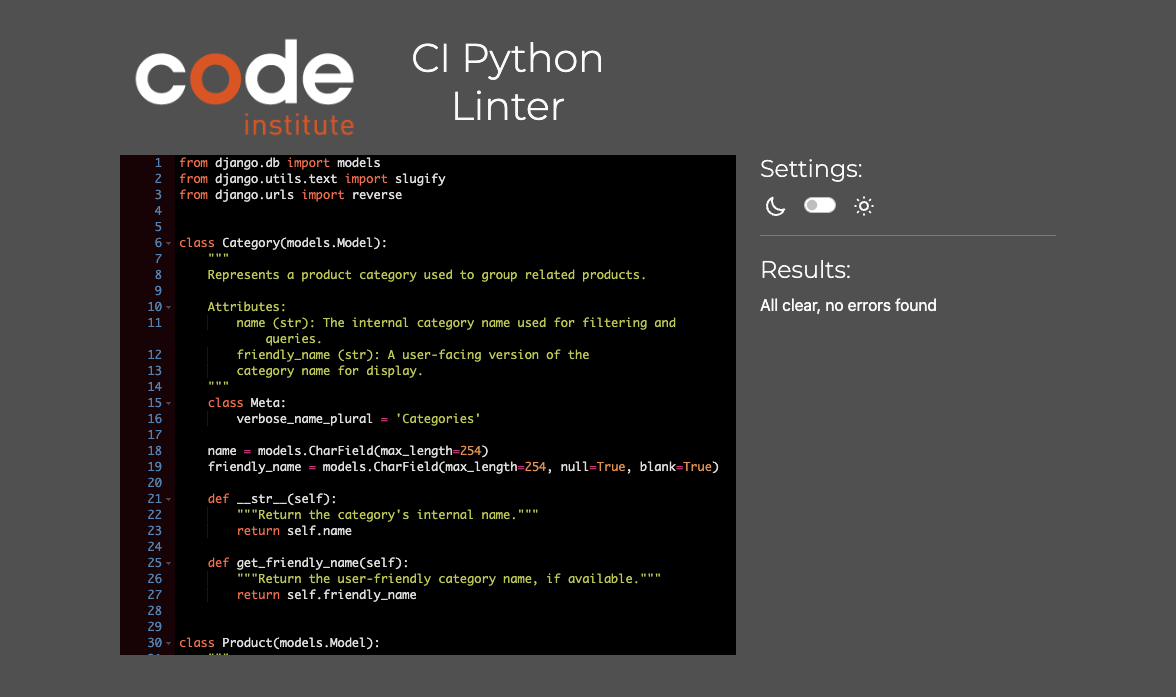 code
institute
CI Python
Linter
1 from django.db import models
2 from django.utils.text import slugify
3 from django.urls import reverse
4
5
6 class Category(models.Model):
7     """
8     Represents a product category used to group related products.
9
10     Attributes:
11         name (str): The internal category name used for filtering and
            queries.
12         friendly_name (str): A user-facing version of the
13         category name for display.
14     """
15     class Meta:
16         verbose_name_plural = 'Categories'
17
18     name = models.CharField(max_length=254)
19     friendly_name = models.CharField(max_length=254, null=True, blank=True)
20
21     def __str__(self):
22         """Return the category's internal name."""
23         return self.name
24
25     def get_friendly_name(self):
26         """Return the user-friendly category name, if available."""
27         return self.friendly_name
28
29
30 class Product(models.Model):
Settings:
Results:
All clear, no errors found